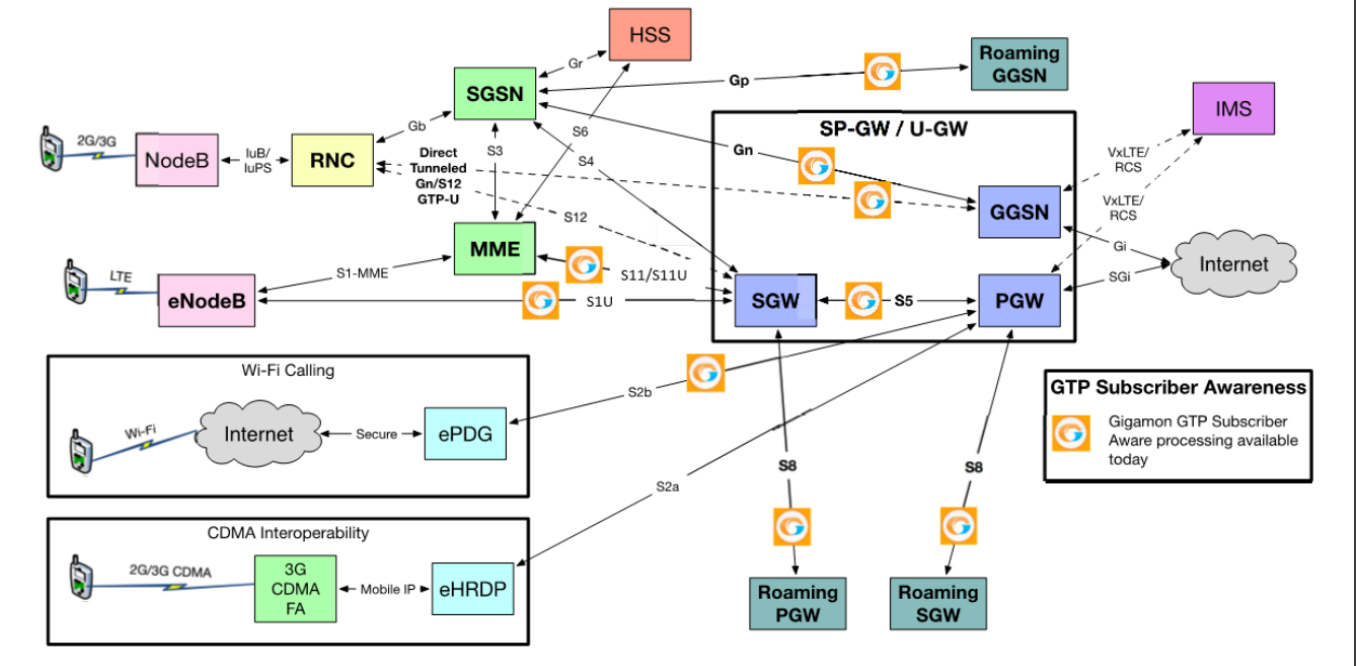 HSS
Gr
Roaming
GGSN
Gp
SGSN
IMS
SP-GW / U-GW
Gb
2G/3G
NodeB
IuB/
IuPS
RNC
Direct
Tunneled
Gn/S12
GTP-U
S3
S6
S4
Gn
VxLTE/
RCS
VxLTE/
RCS
GGSN
S12
MME
Gi
Internet
SGi
LTE
eNodeB
S1-MME
S11/S11U
S1U
SGW
S5
PGW
Wi-Fi Calling
Wi-Fi
Internet
Secure
ePDG
S2b
GTP Subscriber Awareness
Gigamon GTP Subscriber
Aware processing available
today
S8
S8
S2a
CDMA Interoperability
2G/3G CDMA
3G
CDMA
FA
Mobile IP
eHRDP
Roaming
PGW
Roaming
SGW